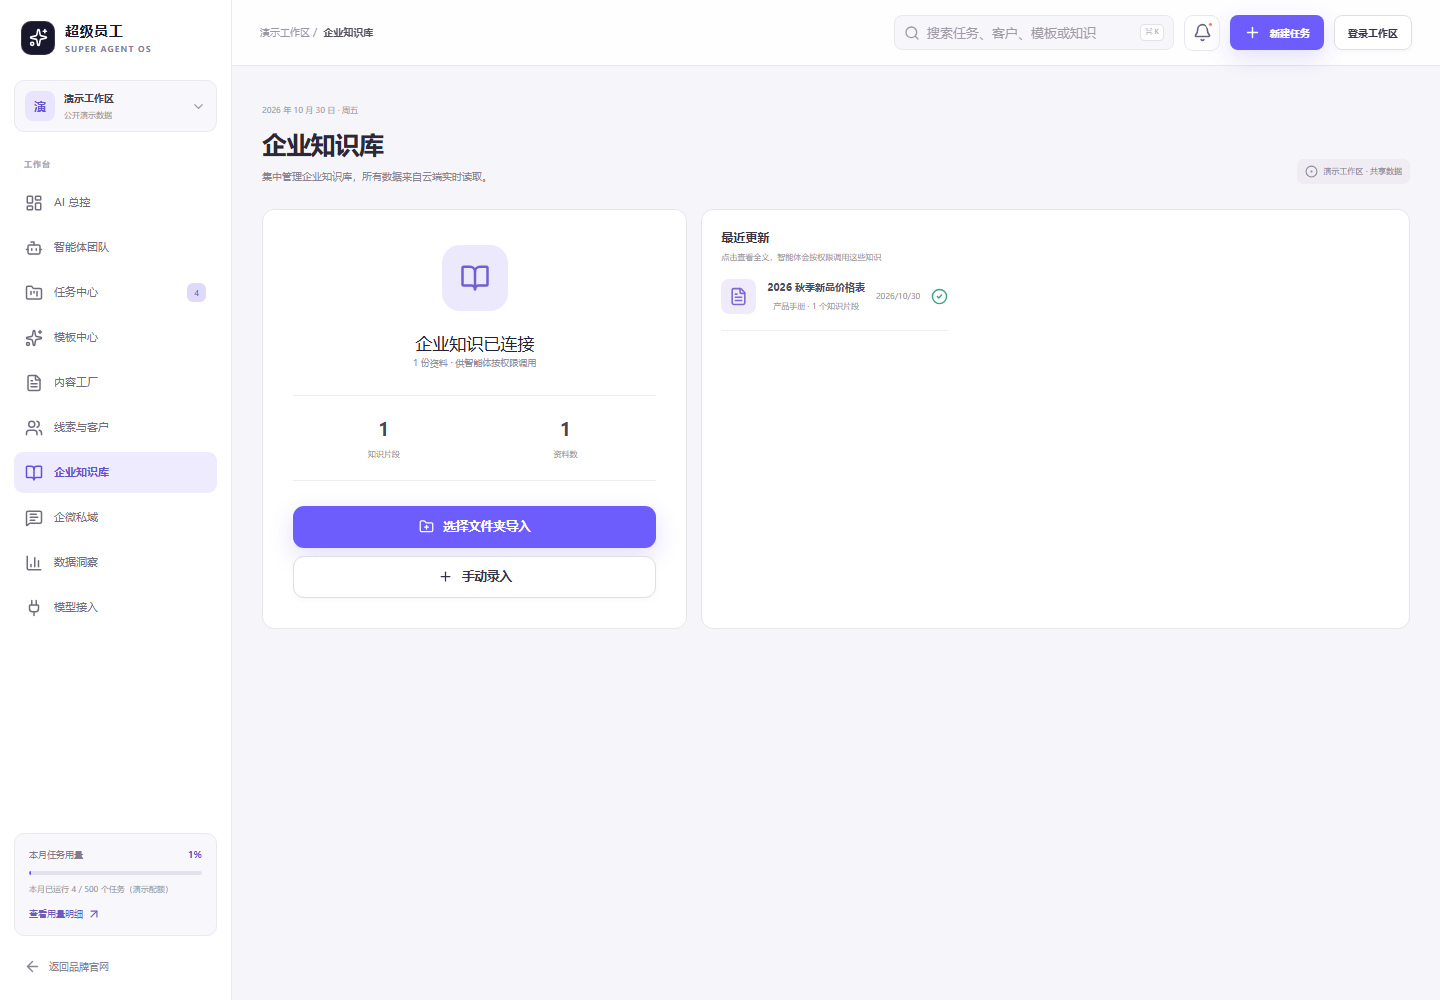 超级员工
SUPER AGENT OS
演
演示工作区
公开演示数据
工作台
AI 总控
智能体团队
任务中心
4
模板中心
内容工厂
线索与客户
企业知识库
企微私域
数据洞察
模型接入
本月任务用量
1%
本月已运行 4 / 500 个任务（演示配额）
查看用量明细
返回品牌官网
演示工作区 / 企业知识库
搜索任务、客户、模板或知识
⌘ K
新建任务
登录工作区
2026 年 10 月 30 日 · 周五
企业知识库
集中管理企业知识库，所有数据来自云端实时读取。
演示工作区 · 共享数据
企业知识已连接
1 份资料 · 供智能体按权限调用
1
知识片段
1
资料数
选择文件夹导入
手动录入
最近更新
点击查看全文，智能体会按权限调用这些知识
2026 秋季新品价格表
产品手册 · 1 个知识片段
2026/10/30